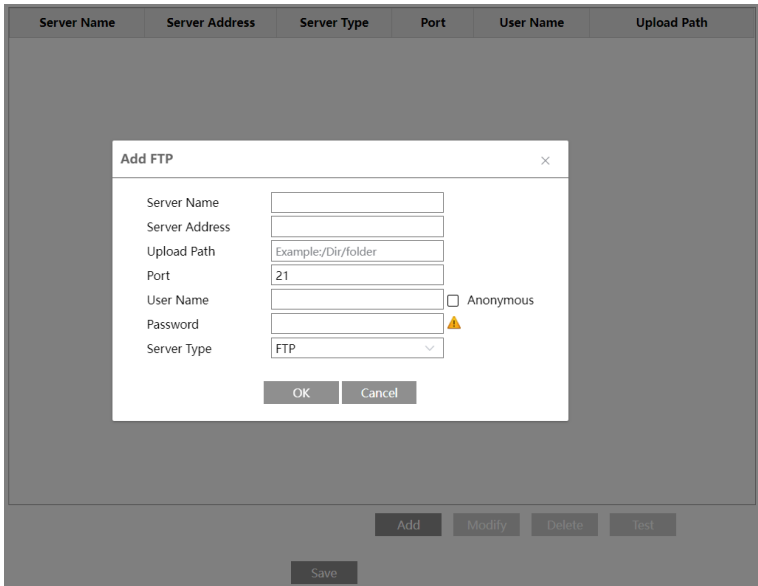 Server Name Server Address Server Type Port User Name Upload Path
Add FTP
Server Name
Server Address
Upload Path Example:/Dir/folder
Port 21
User Name Anonymous
Password
Server Type FTP
OK Cancel
Add Modify Delete Test
Save